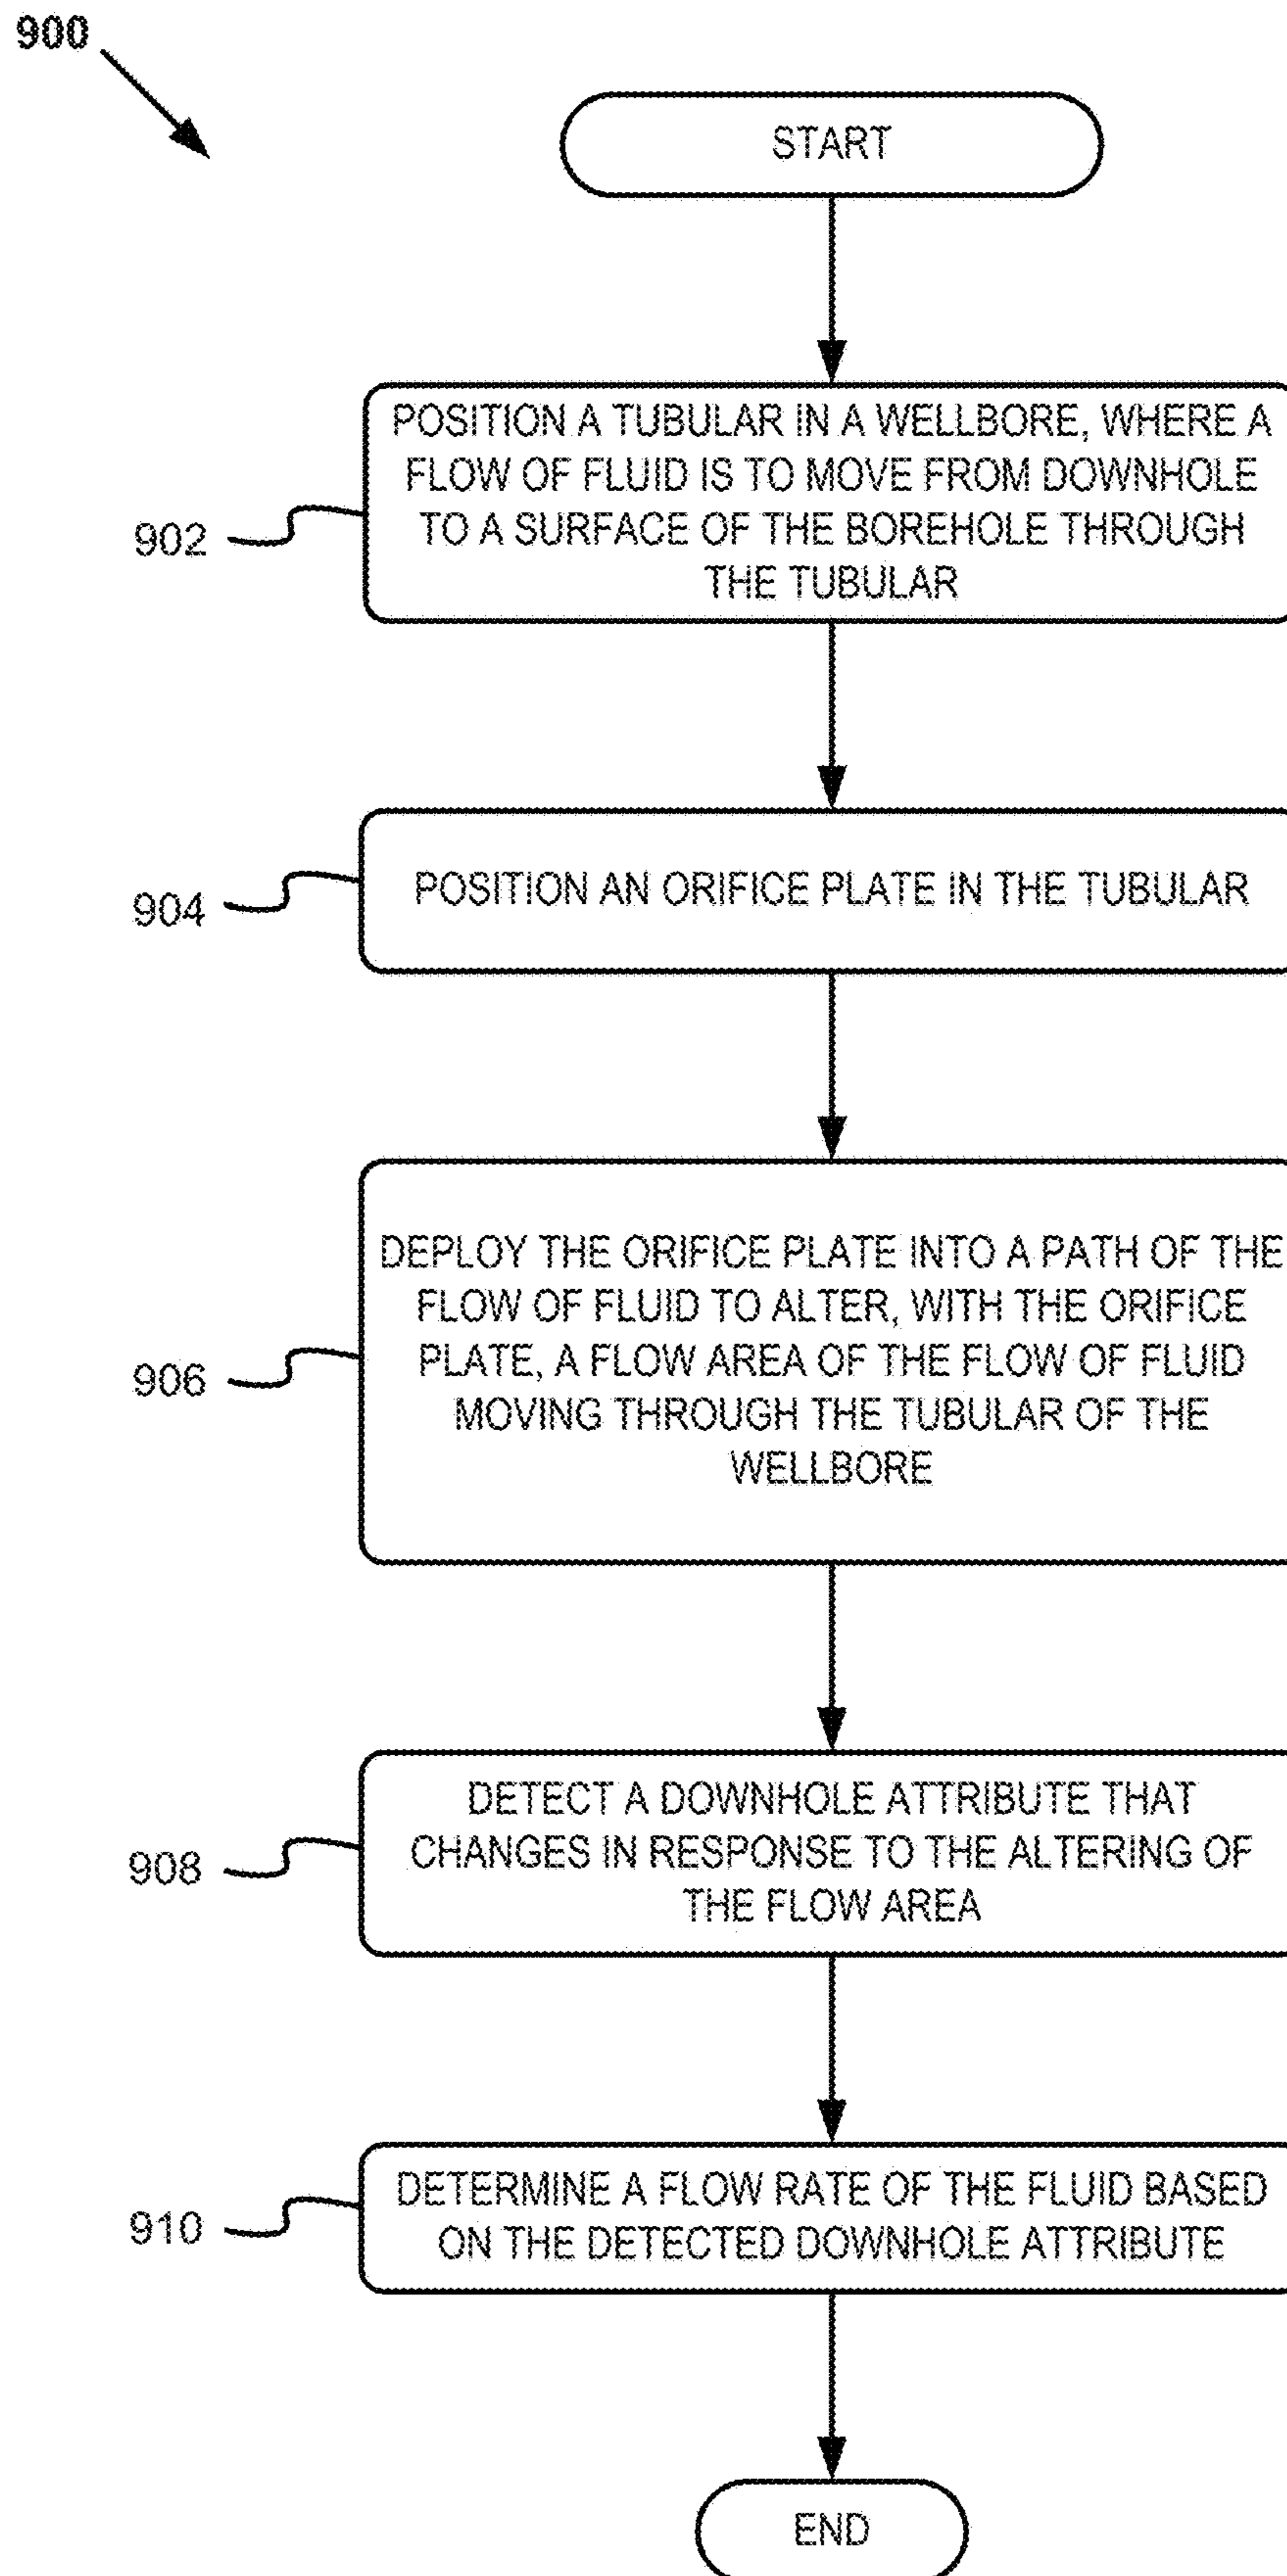 900
START
POSITION A TUBULAR IN A WELLBORE, WHERE A
FLOW OF FLUID IS TO MOVE FROM DOWNHOLE
TO A SURFACE OF THE BOREHOLE THROUGH
THE TUBULAR
902
POSITION AN ORIFICE PLATE IN THE TUBULAR
904
DEPLOY THE ORIFICE PLATE INTO A PATH OF THE
FLOW OF FLUID TO ALTER, WITH THE ORIFICE
PLATE, A FLOW AREA OF THE FLOW OF FLUID
MOVING THROUGH THE TUBULAR OF THE
WELLBORE
906
DETECT A DOWNHOLE ATTRIBUTE THAT
CHANGES IN RESPONSE TO THE ALTERING OF
THE FLOW AREA
908
DETERMINE A FLOW RATE OF THE FLUID BASED
ON THE DETECTED DOWNHOLE ATTRIBUTE
910
END